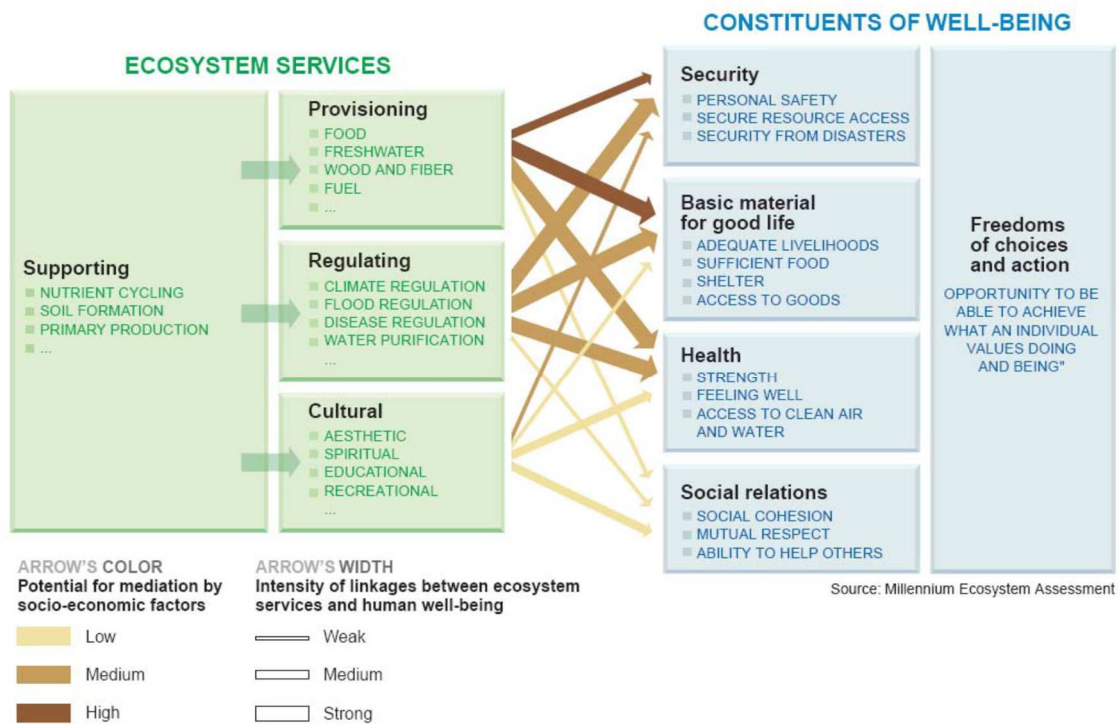 CONSTITUENTS OF WELL-BEING
ECOSYSTEM SERVICES
Supporting
NUTRIENT CYCLING
SOIL FORMATION
PRIMARY PRODUCTION
...
Provisioning
FOOD
FRESHWATER
WOOD AND FIBER
FUEL
...
Regulating
CLIMATE REGULATION
FLOOD REGULATION
DISEASE REGULATION
WATER PURIFICATION
...
Cultural
AESTHETIC
SPIRITUAL
EDUCATIONAL
RECREATIONAL
...
Security
PERSONAL SAFETY
SECURE RESOURCE ACCESS
SECURITY FROM DISASTERS
Basic material
for good life
ADEQUATE LIVELIHOODS
SUFFICIENT FOOD
SHELTER
ACCESS TO GOODS
Health
STRENGTH
FEELING WELL
ACCESS TO CLEAN AIR
AND WATER
Social relations
SOCIAL COHESION
MUTUAL RESPECT
ABILITY TO HELP OTHERS
Freedoms
of choices
and action
OPPORTUNITY TO BE
ABLE TO ACHIEVE
WHAT AN INDIVIDUAL
VALUES DOING
AND BEING"
Source: Millennium Ecosystem Assessment
ARROW'S COLOR
Potential for mediation by
socio-economic factors
Low
Medium
High
ARROW'S WIDTH
Intensity of linkages between ecosystem
services and human well-being
Weak
Medium
Strong